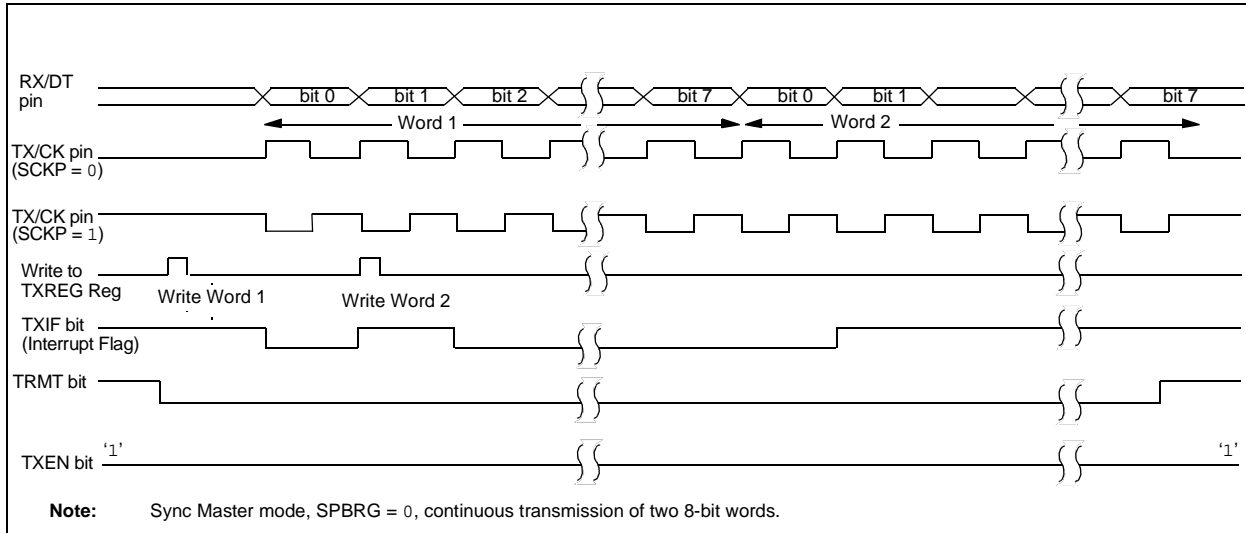 RX/DT
pin
bit 0 bit 1 bit 2 bit 7 bit 0 bit 1 bit 7
Word 1 Word 2
TX/CK pin
(SCKP = 0)
TX/CK pin
(SCKP = 1)
Write to
TXREG Reg
Write Word 1 Write Word 2
TXIF bit
(Interrupt Flag)
TRMT bit
TXEN bit ‘1’ ‘1’
Note: Sync Master mode, SPBRG = 0, continuous transmission of two 8-bit words.